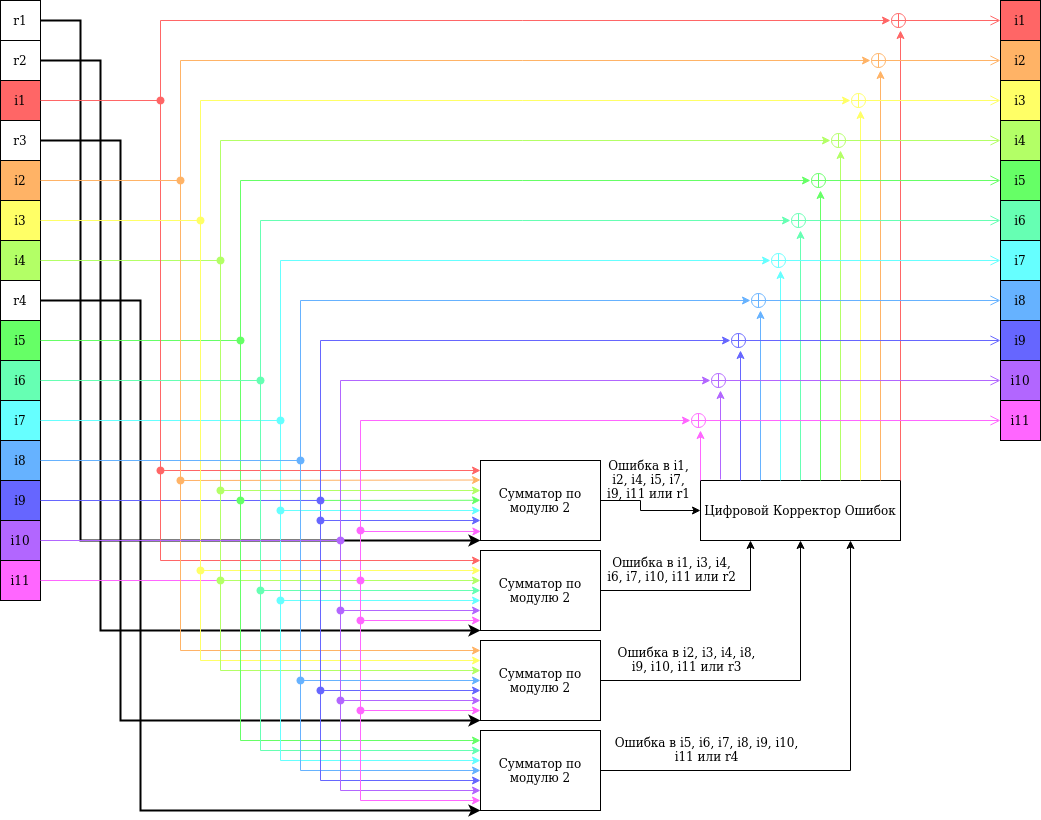 r1
r2
i1
r3
i2
i3
i4
r4
i5
i6
i7
i8
i9
i10
i11
i1
i2
i3
i4
i5
i6
i7
i8
i9
i10
i11
Сумматор по
модулю 2
Ошибка в i1,
i2, i4, i5, i7,
i9, i11 или r1
Цифровой Корректор Ошибок
Сумматор по
модулю 2
Ошибка в i1, i3, i4,
i6, i7, i10, i11 или r2
Сумматор по
модулю 2
Ошибка в i2, i3, i4, i8,
i9, i10, i11 или r3
Сумматор по
модулю 2
Ошибка в i5, i6, i7, i8, i9, i10,
i11 или r4